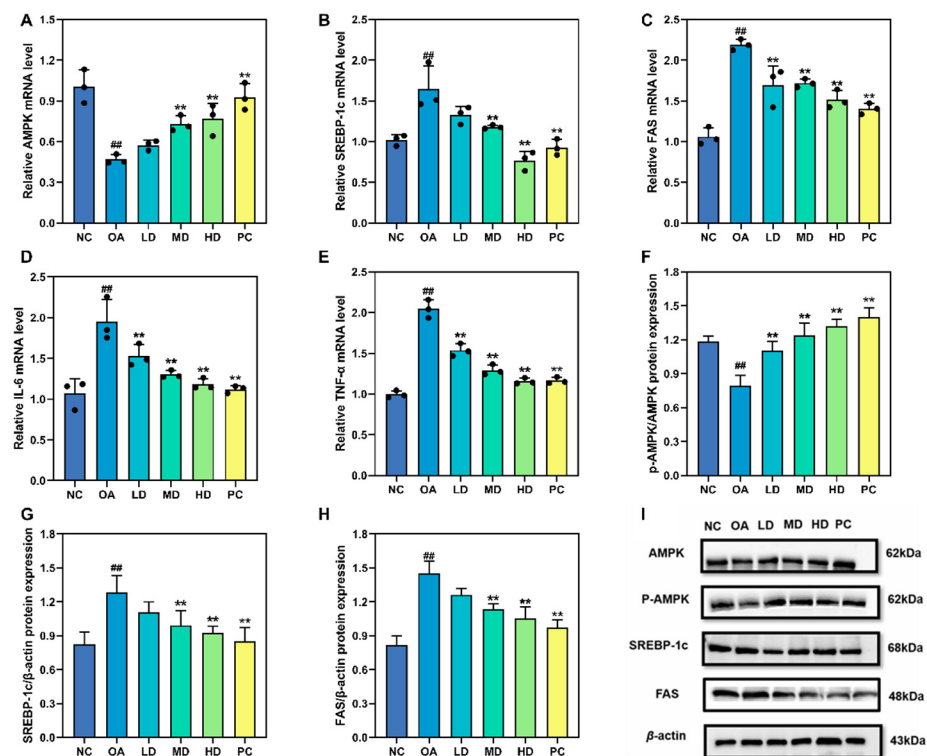 A
Relative AMPK mRNA level
1.5
1.2
0.9
0.6
0.3
0.0
##
**
**
**
NC OA LD MD HD PC
B
Relative SREBP-1c mRNA level
2.5
2.0
1.5
1.0
0.5
0.0
##
**
**
**
NC OA LD MD HD PC
C
Relative FAS mRNA level
2.5
2.0
1.5
1.0
0.5
0.0
##
**
**
**
**
NC OA LD MD HD PC
D
Relative IL-6 mRNA level
2.5
2.0
1.5
1.0
0.5
0.0
##
**
**
**
**
NC OA LD MD HD PC
E
Relative TNF-α mRNA level
2.5
2.0
1.5
1.0
0.5
0.0
##
**
**
**
**
NC OA LD MD HD PC
F
p-AMPK/AMPK protein expression
1.8
1.5
1.2
0.9
0.6
0.3
0.0
##
**
**
**
**
NC OA LD MD HD PC
G
SREBP-1c/β-actin protein expression
1.8
1.5
1.2
0.9
0.6
0.3
0.0
##
**
**
**
NC OA LD MD HD PC
H
FAS/β-actin protein expression
1.8
1.5
1.2
0.9
0.6
0.3
0.0
##
**
**
**
NC OA LD MD HD PC
I
NC OA LD MD HD PC
AMPK 62kDa
P-AMPK 62kDa
SREBP-1c 68kDa
FAS 48kDa
β-actin 43kDa